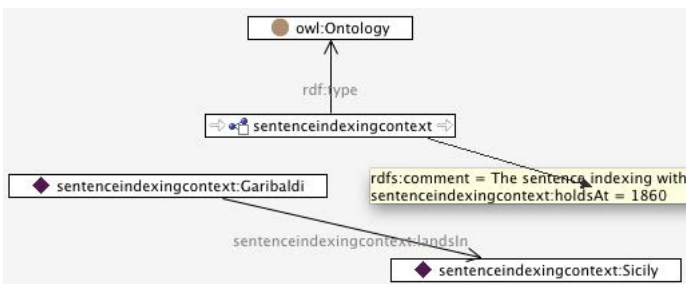 owl:Ontology
rdf:type
sentenceindexingcontext
sentenceindexingcontext:Garibaldi
rdfs:comment = The sentence indexing with
sentenceindexingcontext:holdsAt = 1860
sentenceindexingcontext:landsIn
sentenceindexingcontext:Sicily